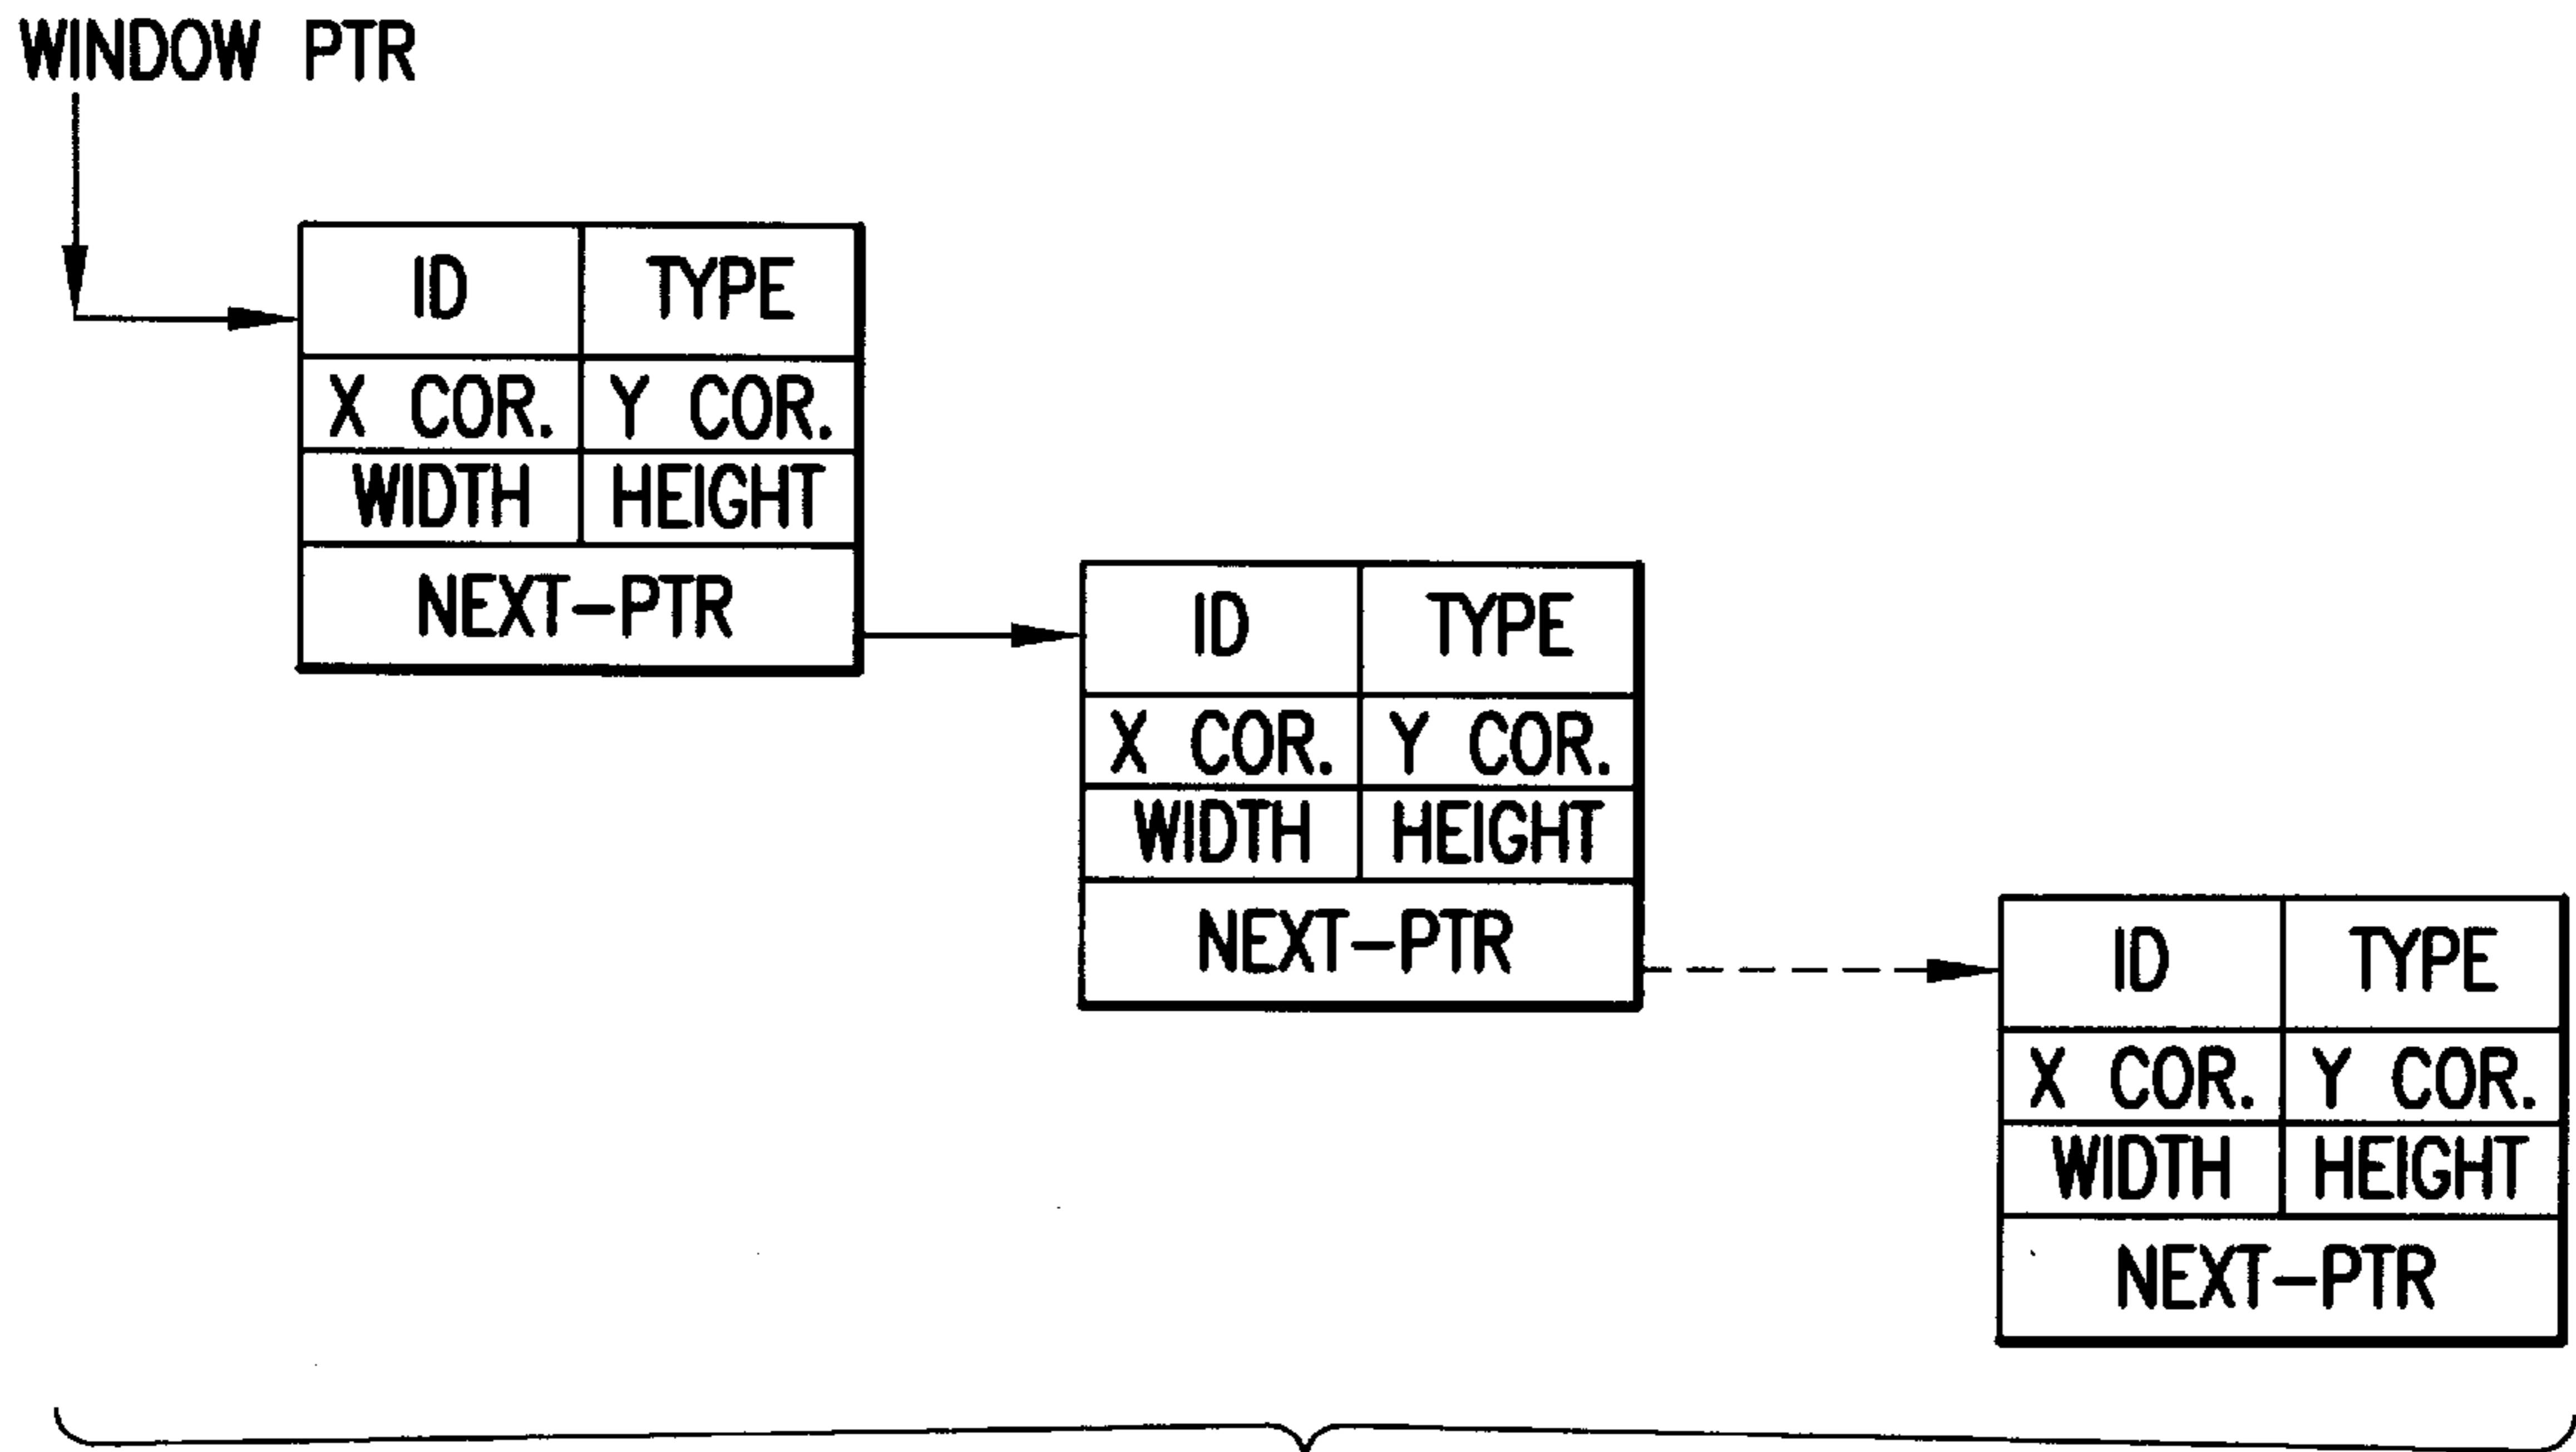 WINDOW PTR
ID TYPE
X COR. Y COR.
WIDTH HEIGHT
NEXT-PTR
ID TYPE
X COR. Y COR.
WIDTH HEIGHT
NEXT-PTR
ID TYPE
X COR. Y COR.
WIDTH HEIGHT
NEXT-PTR